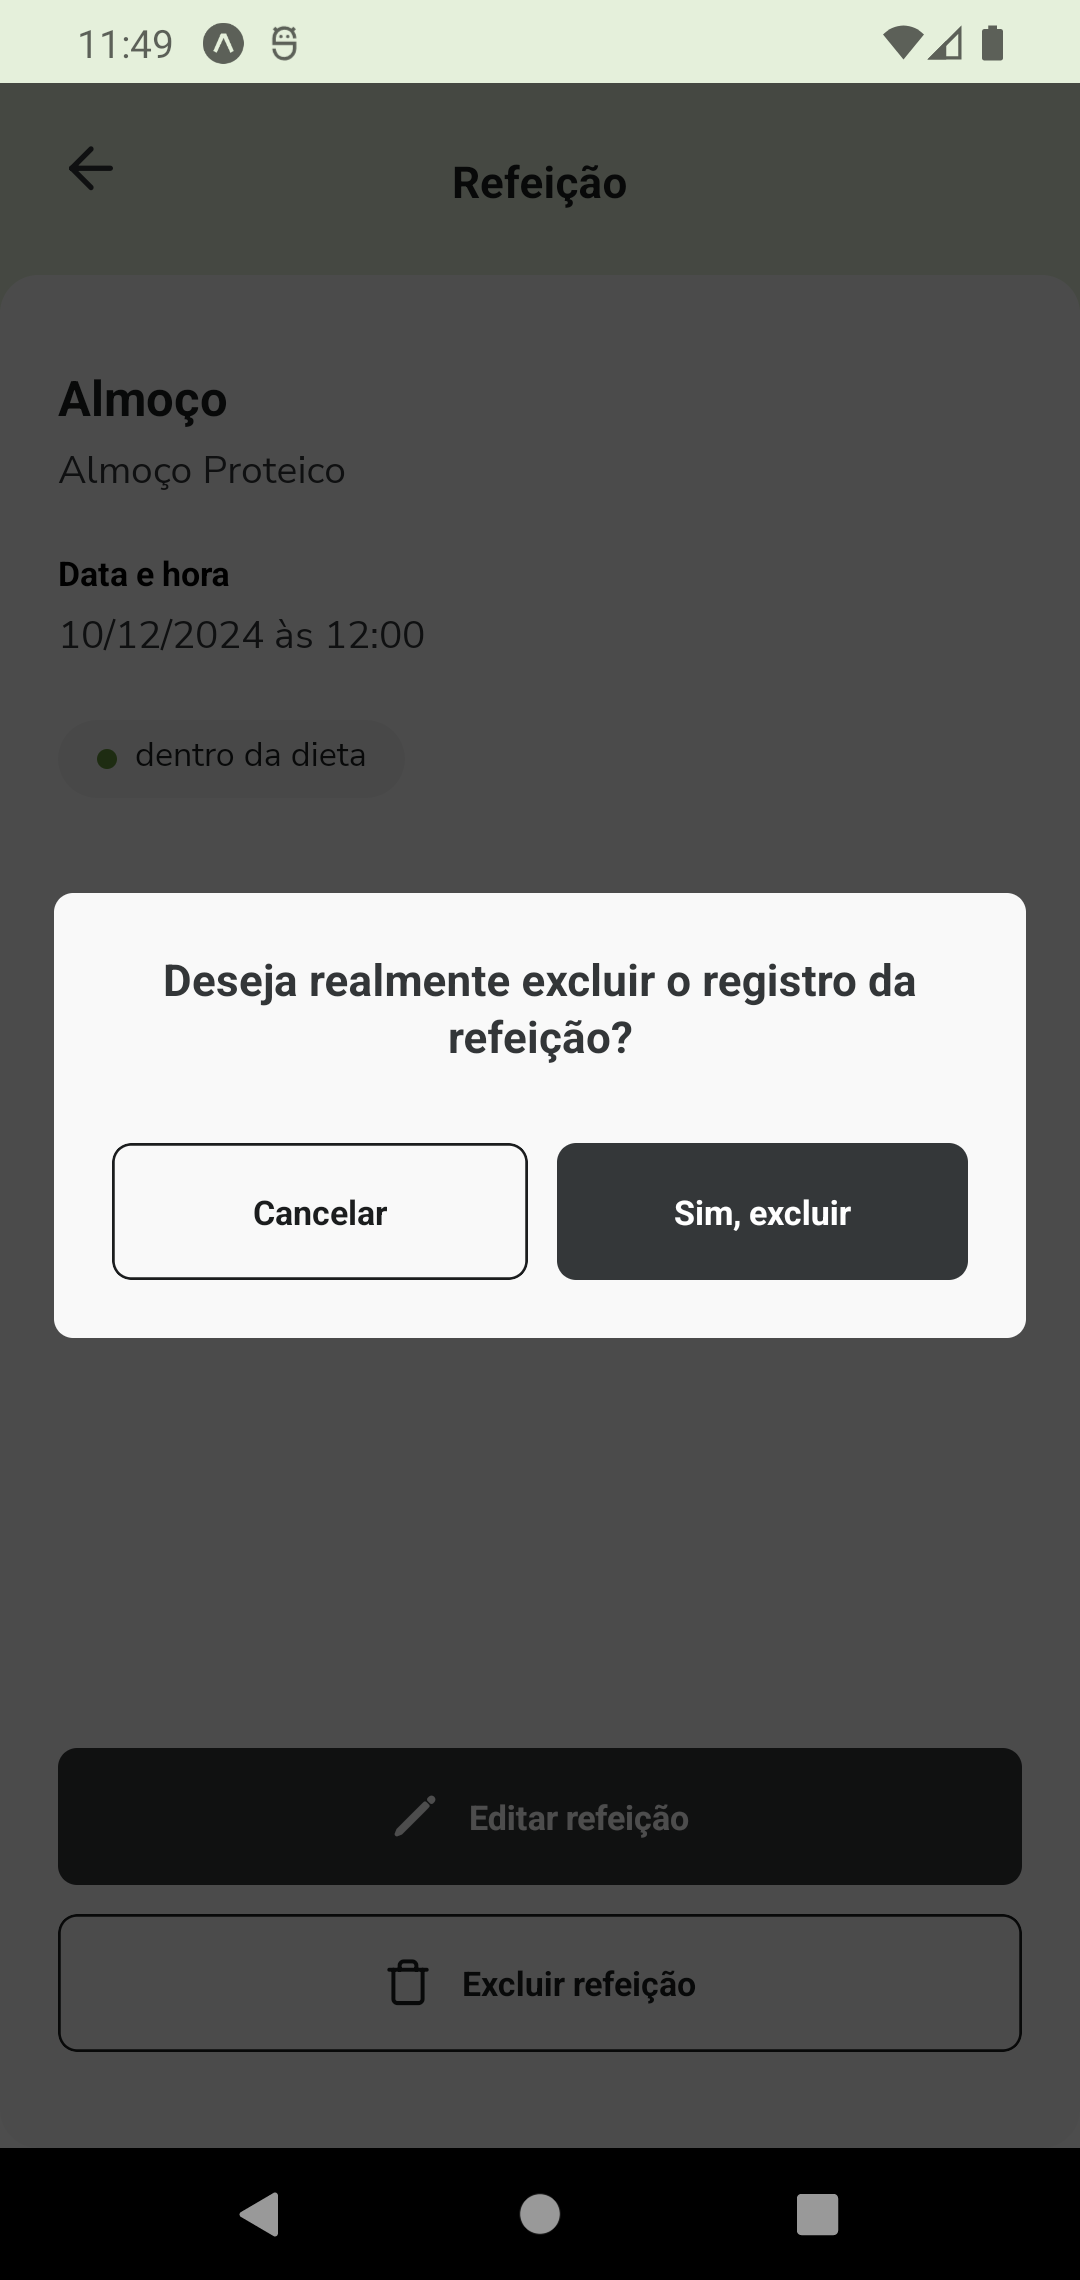 11:49
Refeição
Almoço
Almoço Proteico
Data e hora
10/12/2024 às 12:00
dentro da dieta
Deseja realmente excluir o registro da
refeição?
Cancelar
Sim, excluir
Editar refeição
Excluir refeição